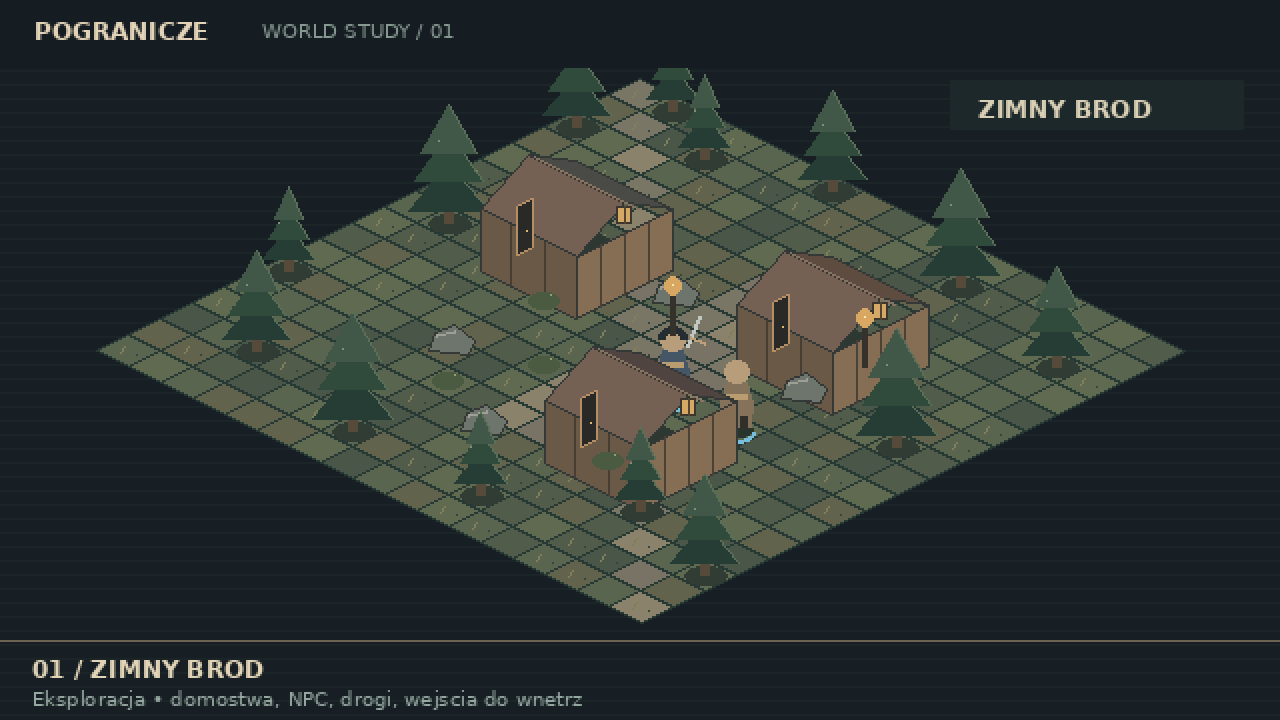 POGRANICZE WORLD STUDY / 01
ZIMNY BROD
01 / ZIMNY BROD
Eksploracja • domostwa, NPC, drogi, wejscia do wnetrz